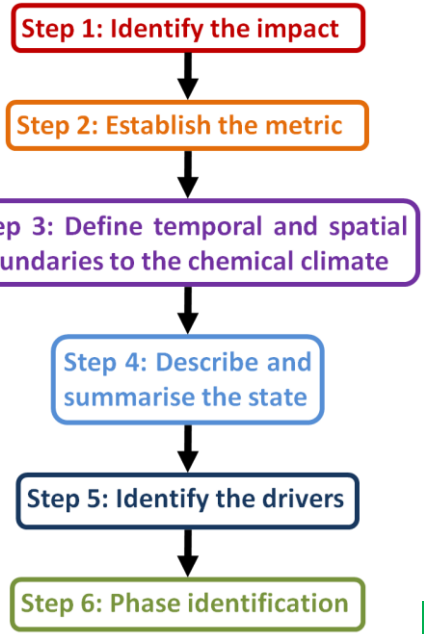 Step 1: Identify the impact
Step 2: Establish the metric
ep 3: Define temporal and spatial
undaries to the chemical climate
Step 4: Describe and
summarise the state
Step 5: Identify the drivers
Step 6: Phase identification